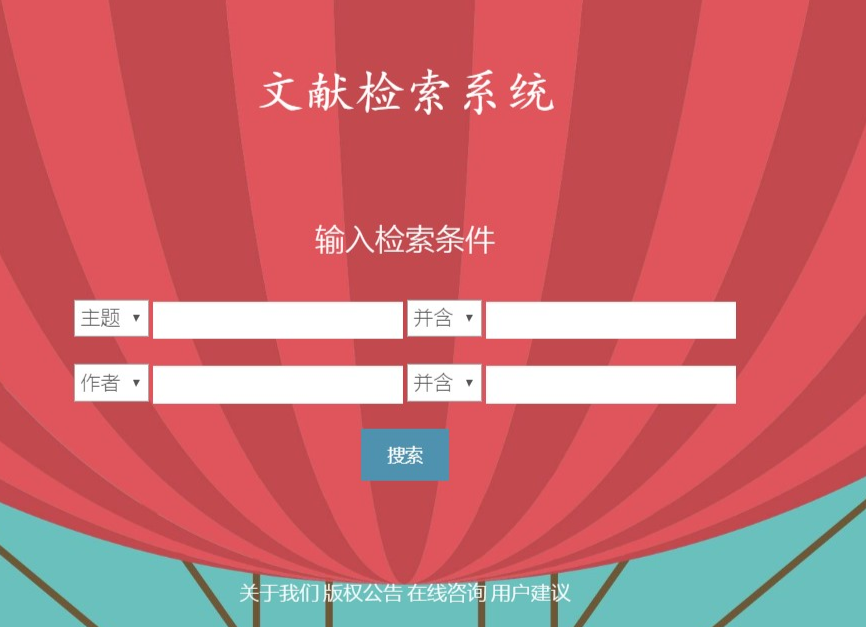 文献检索系统
输入检索条件
主题 并含
作者 并含
搜索
关于我们 版权公告 在线咨询 用户建议